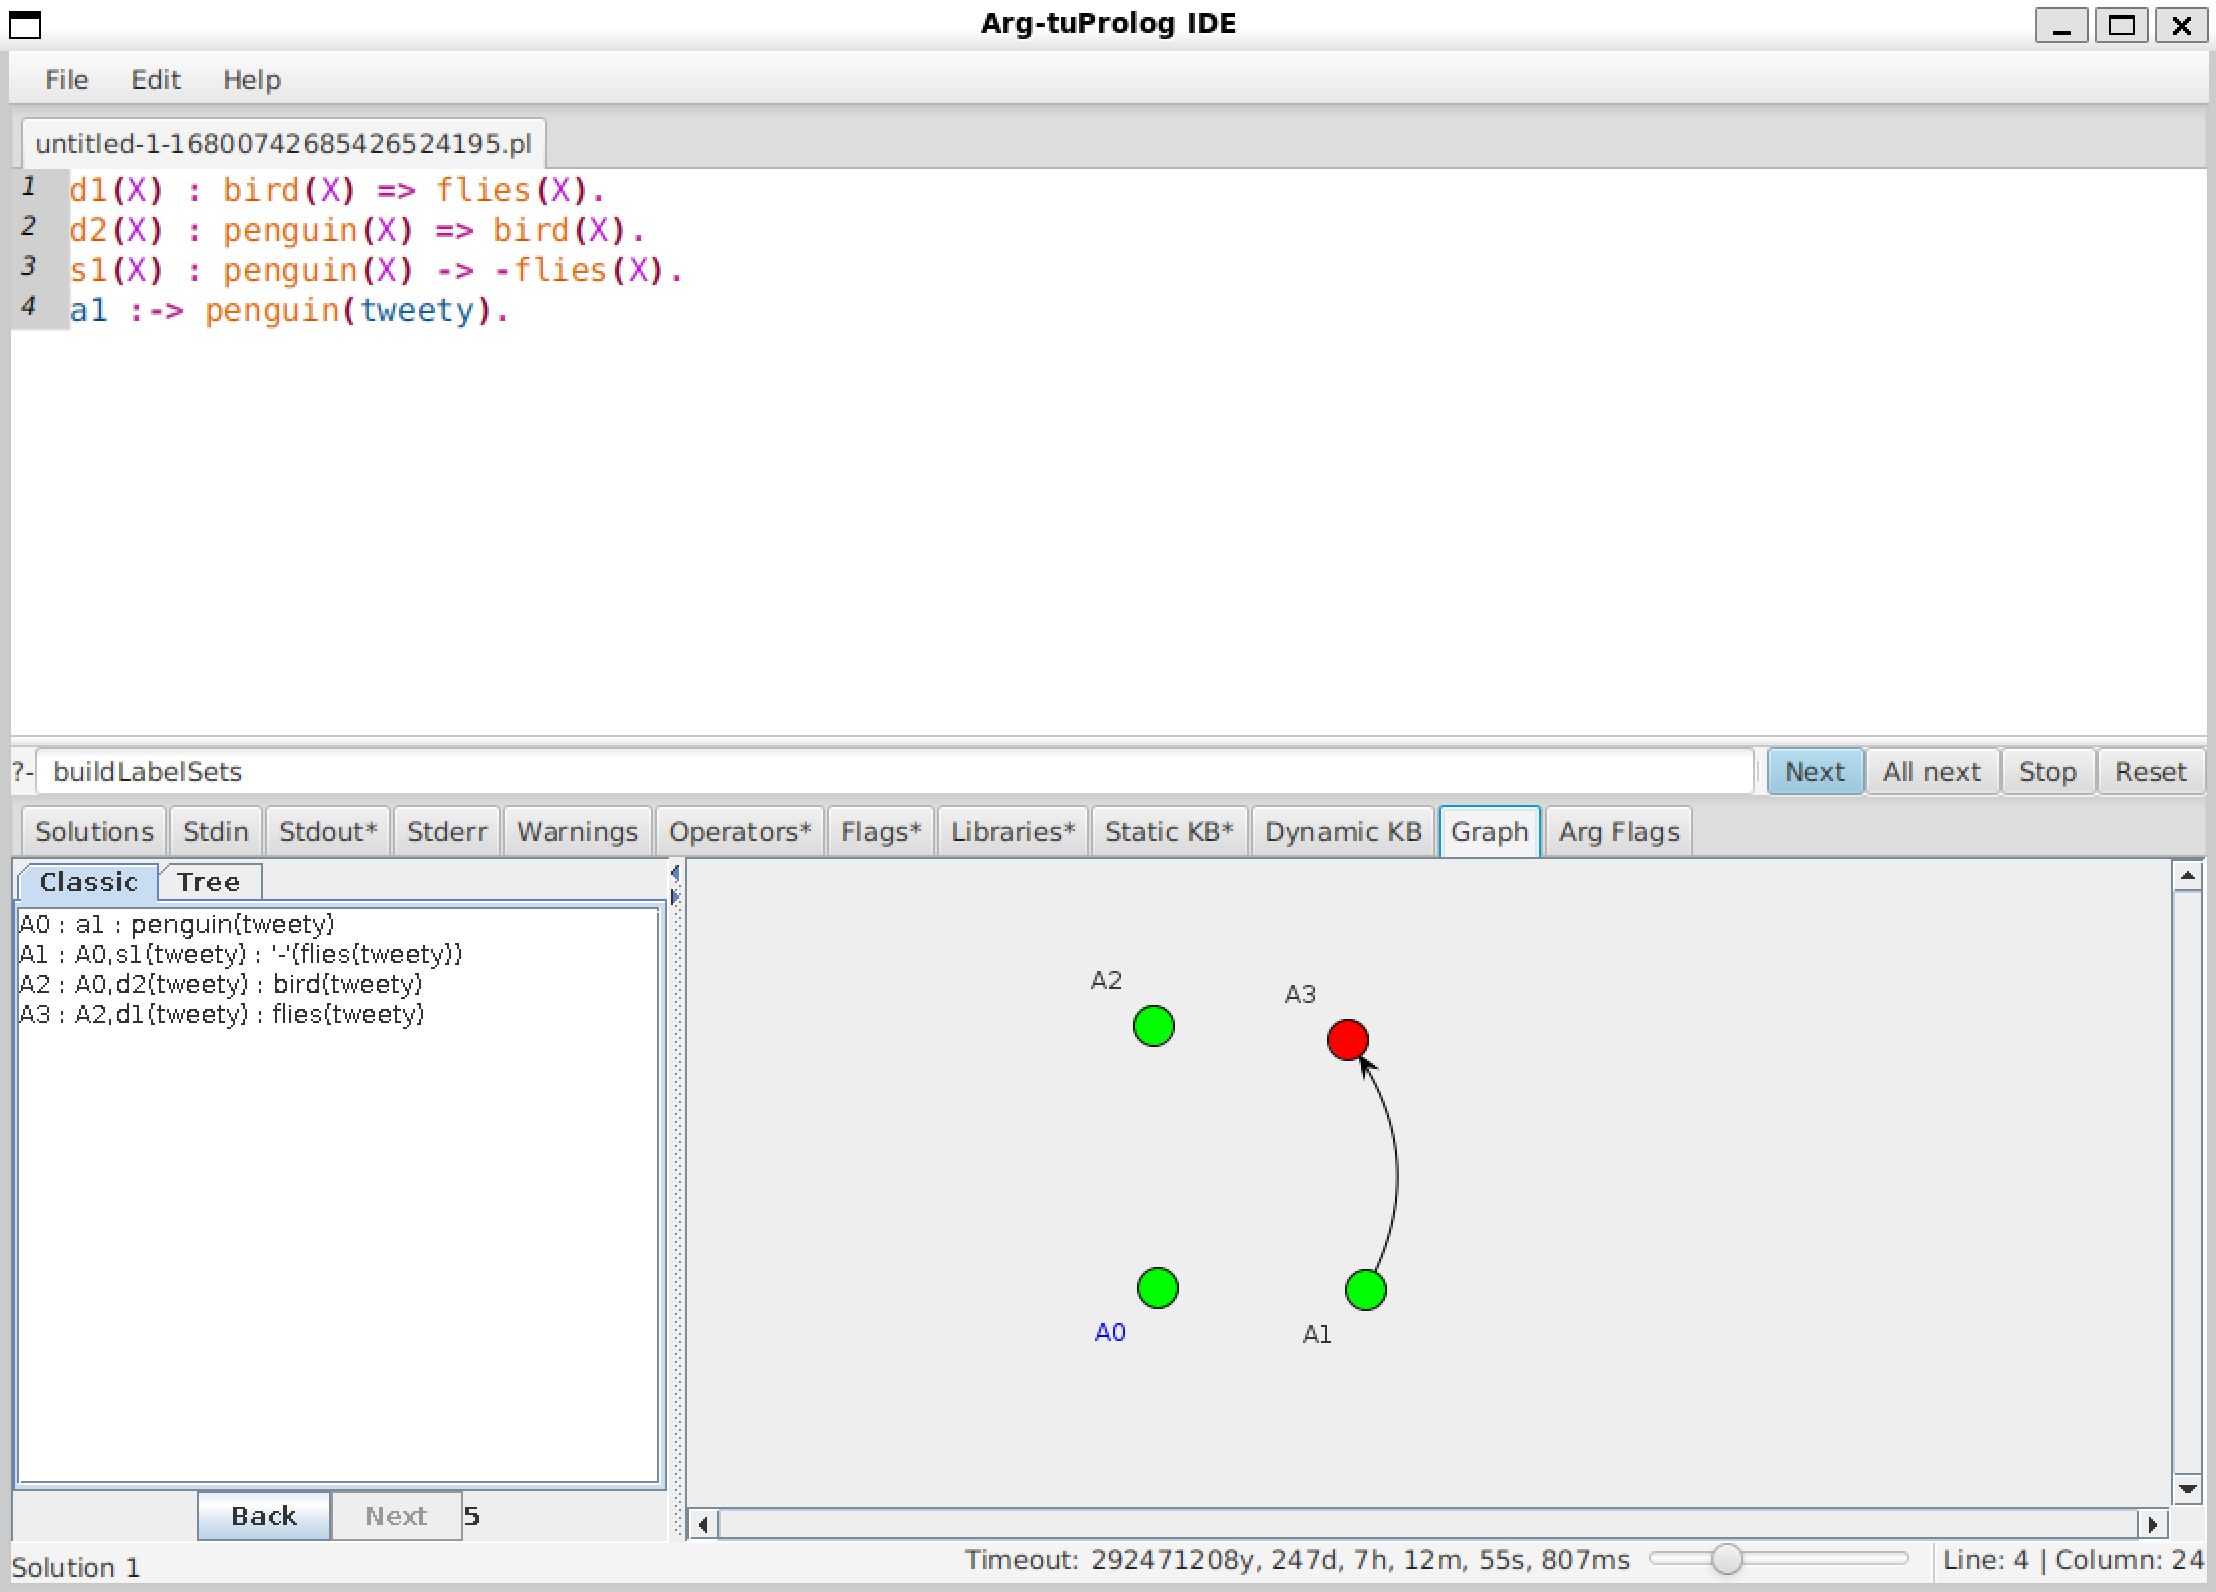 Arg-tuProlog IDE
File Edit Help
untitled-1-16800742685426524195.pl
1 d1(X) : bird(X) => flies(X).
2 d2(X) : penguin(X) => bird(X).
3 s1(X) : penguin(X) -> -flies(X).
4 a1 :-> penguin(tweety).
?- buildLabelSets Next All next Stop Reset
Solutions Stdin Stdout* Stderr Warnings Operators* Flags* Libraries* Static KB* Dynamic KB Graph Arg Flags
Classic Tree
A0 : a1 : penguin(tweety)
A1 : A0,s1(tweety) : '-'(flies(tweety))
A2 : A0,d2(tweety) : bird(tweety)
A3 : A2,d1(tweety) : flies(tweety)
A2
A3
A0
A1
Back Next 5
Solution 1 Timeout: 292471208y, 247d, 7h, 12m, 55s, 807ms Line: 4 | Column: 24